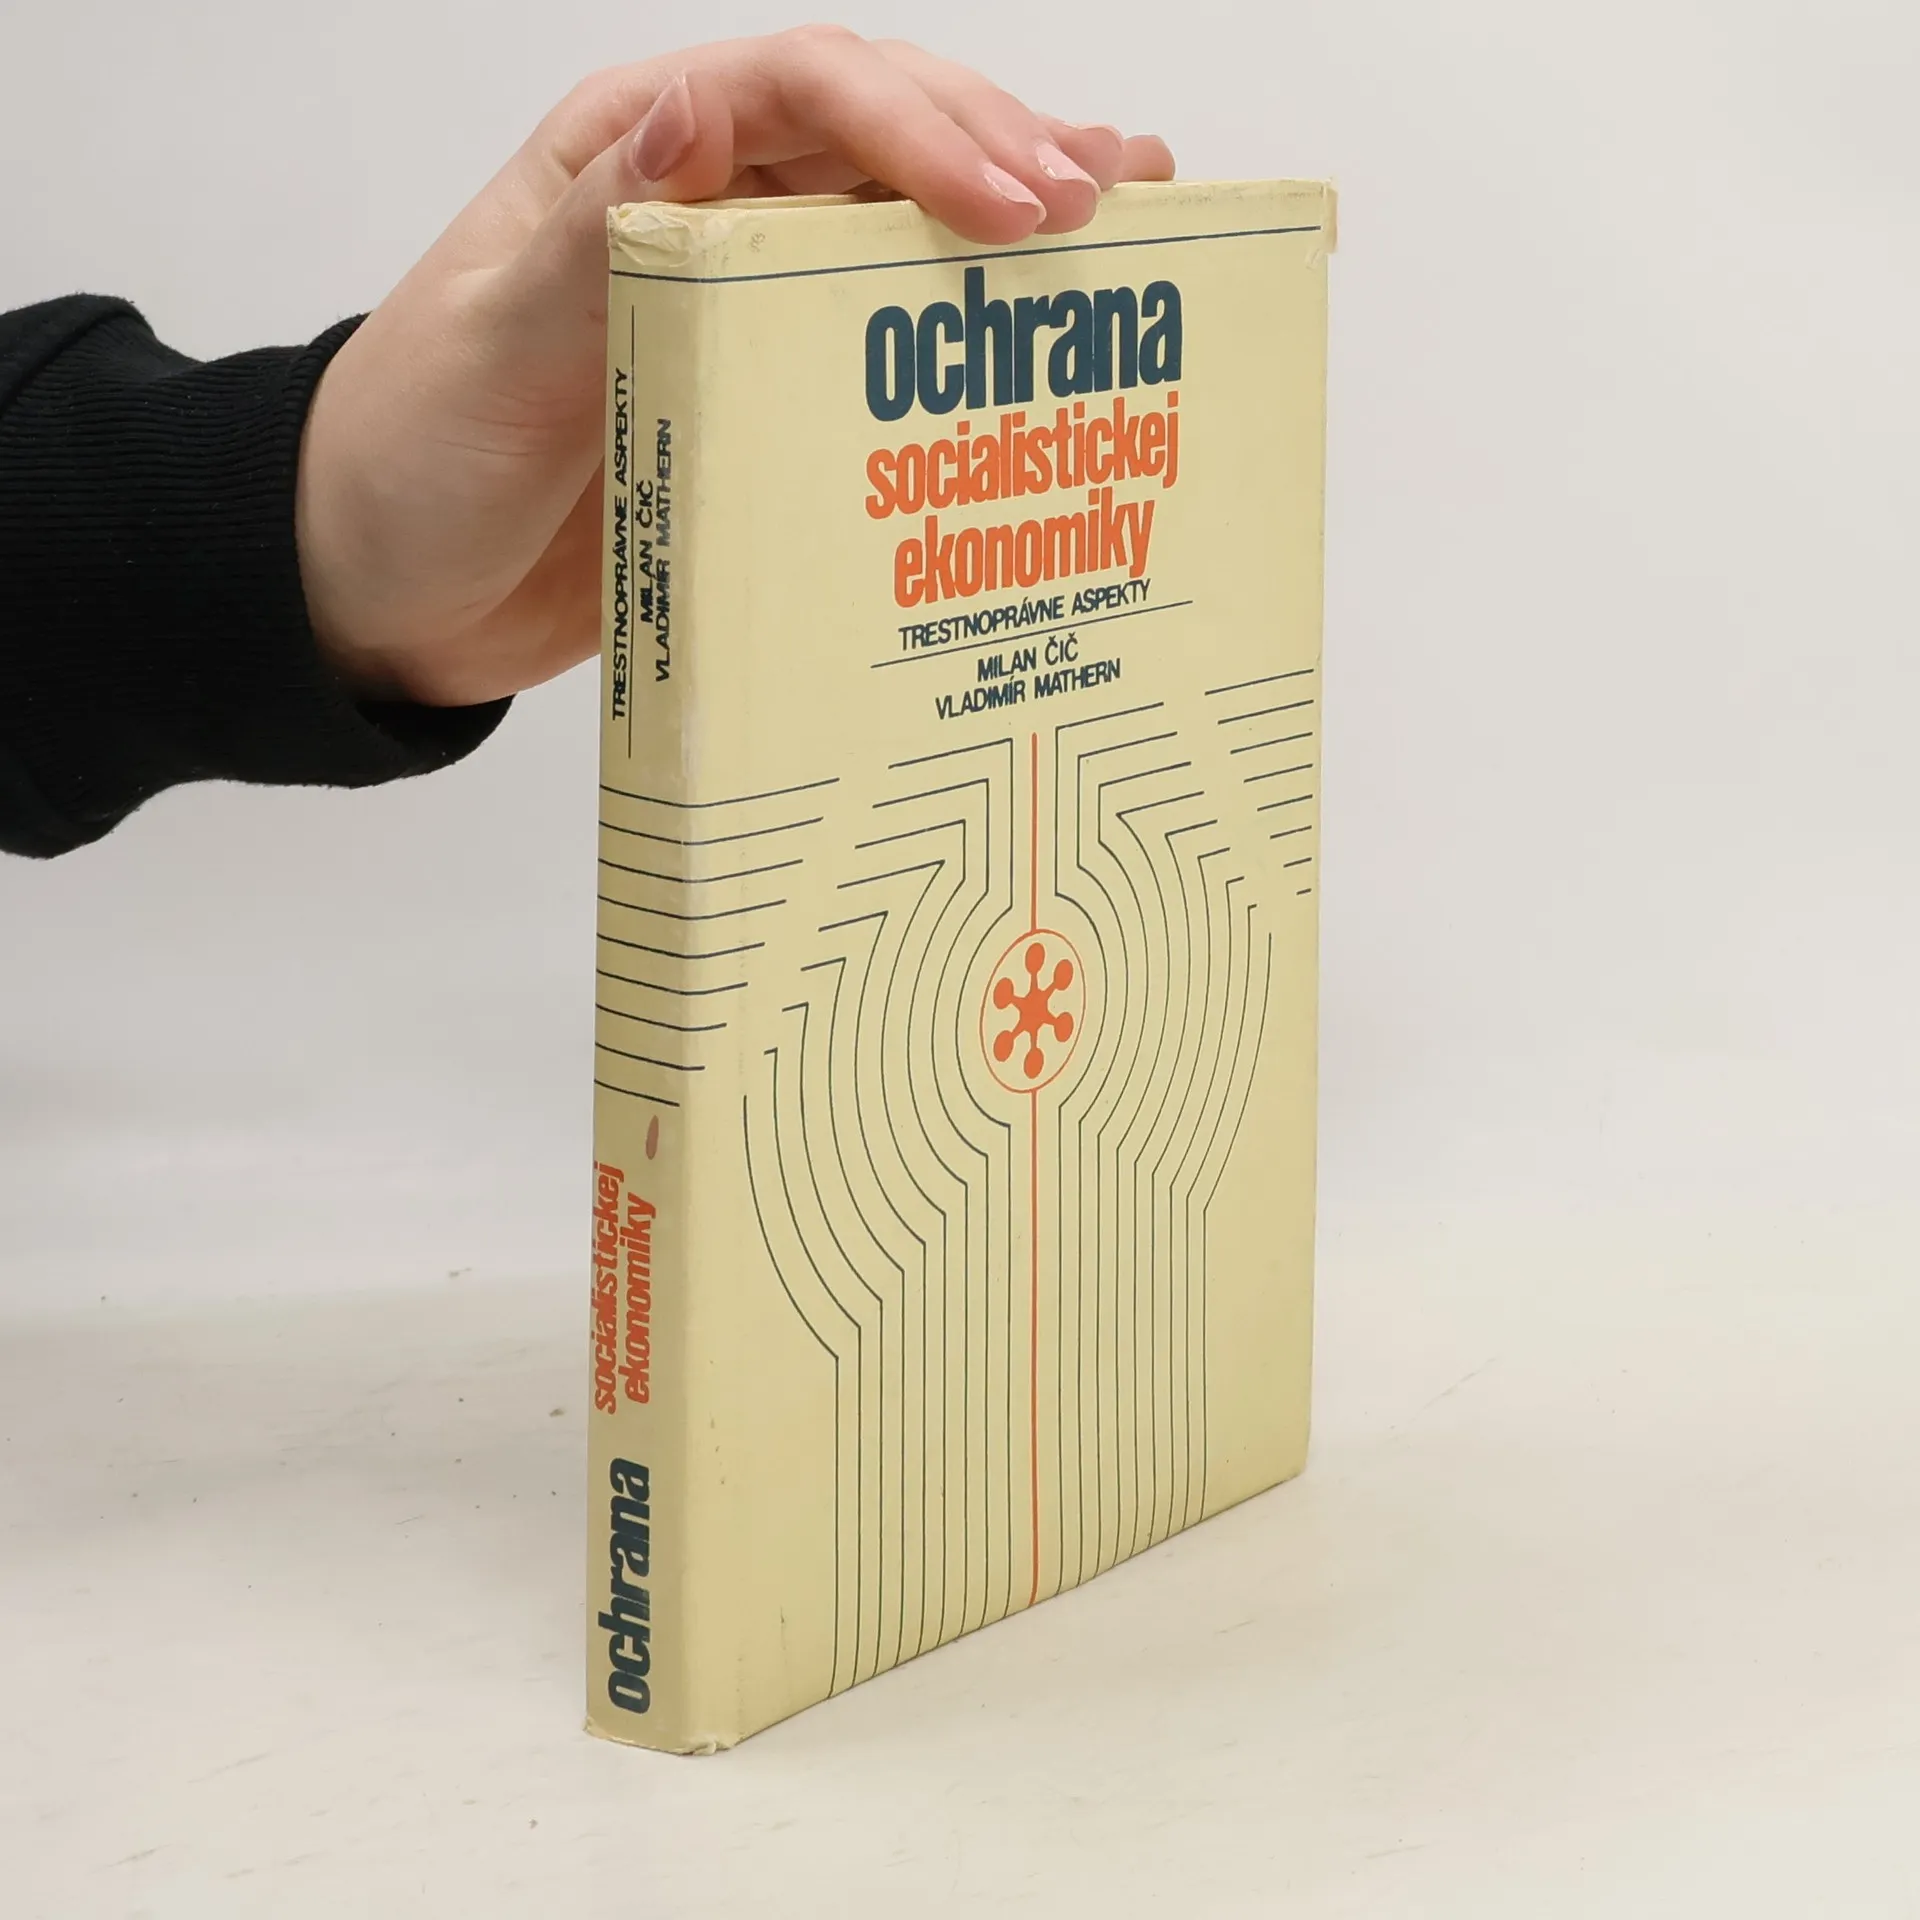 ochrana
socialistickej
ekonomiky
TRESTNOPRÁVNE ASPEKTY
MILAN ČIČ
VLADIMÍR MATHERN
TRESTNOPRÁVNE ASPEKTY
MILAN ČIČ
VLADIMÍR MATHERN
ochrana
socialistickej
ekonomiky